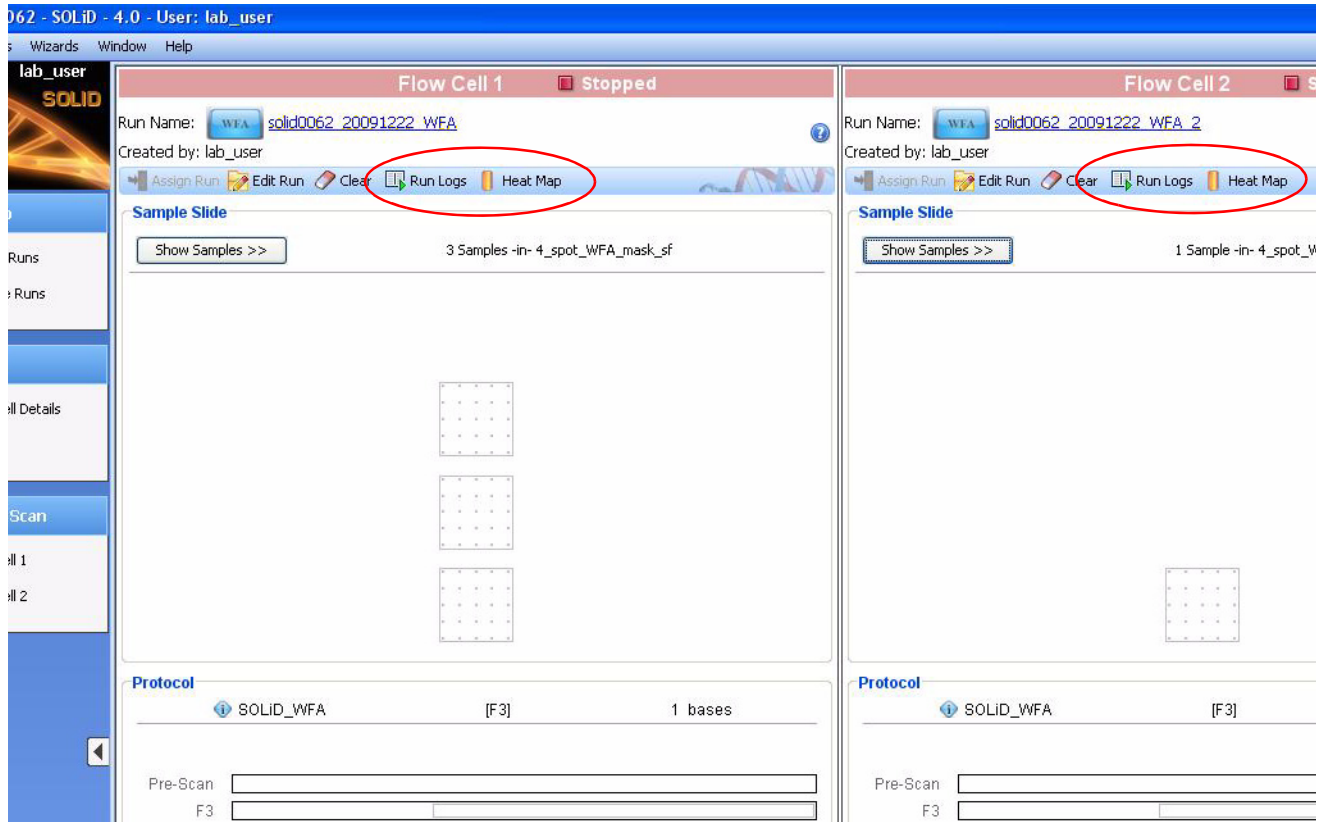 062 - SOLiD - 4.0 - User: lab_user
s Wizards Window Help
lab_user
SOLID
Runs
e Runs
ell Details
Scan
ell 1
ell 2
Flow Cell 1 Stopped
Run Name: WFA solid0062_20091222_WFA
Created by: lab_user
Assign Run Edit Run Clear Run Logs Heat Map
Sample Slide
Show Samples >> 3 Samples -in- 4_spot_WFA_mask_sf
Protocol
SOLiD_WFA [F3] 1 bases
Pre-Scan
F3
Flow Cell 2 S
Run Name: WFA solid0062_20091222_WFA_2
Created by: lab_user
Assign Run Edit Run Clear Run Logs Heat Map
Sample Slide
Show Samples >> 1 Sample -in- 4_spot_W
Protocol
SOLiD_WFA [F3]
Pre-Scan
F3